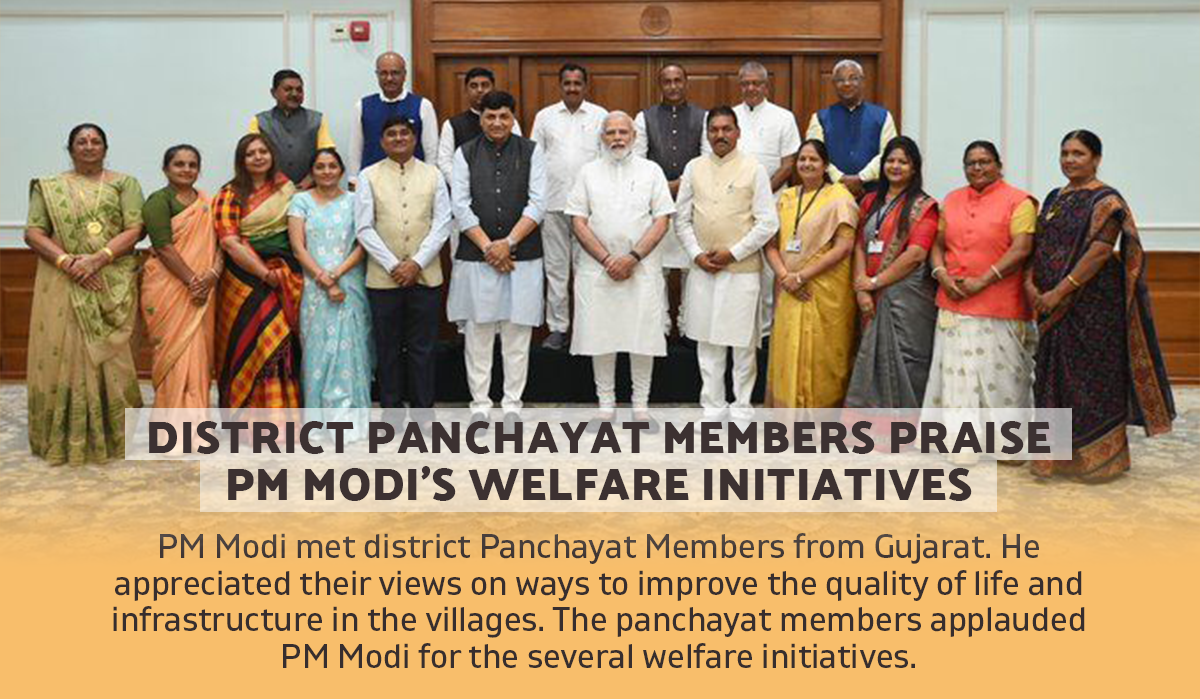 DISTRICT PANCHAYAT MEMBERS PRAISE
PM MODI’S WELFARE INITIATIVES
PM Modi met district Panchayat Members from Gujarat. He
appreciated their views on ways to improve the quality of life and
infrastructure in the villages. The panchayat members applauded
PM Modi for the several welfare initiatives.